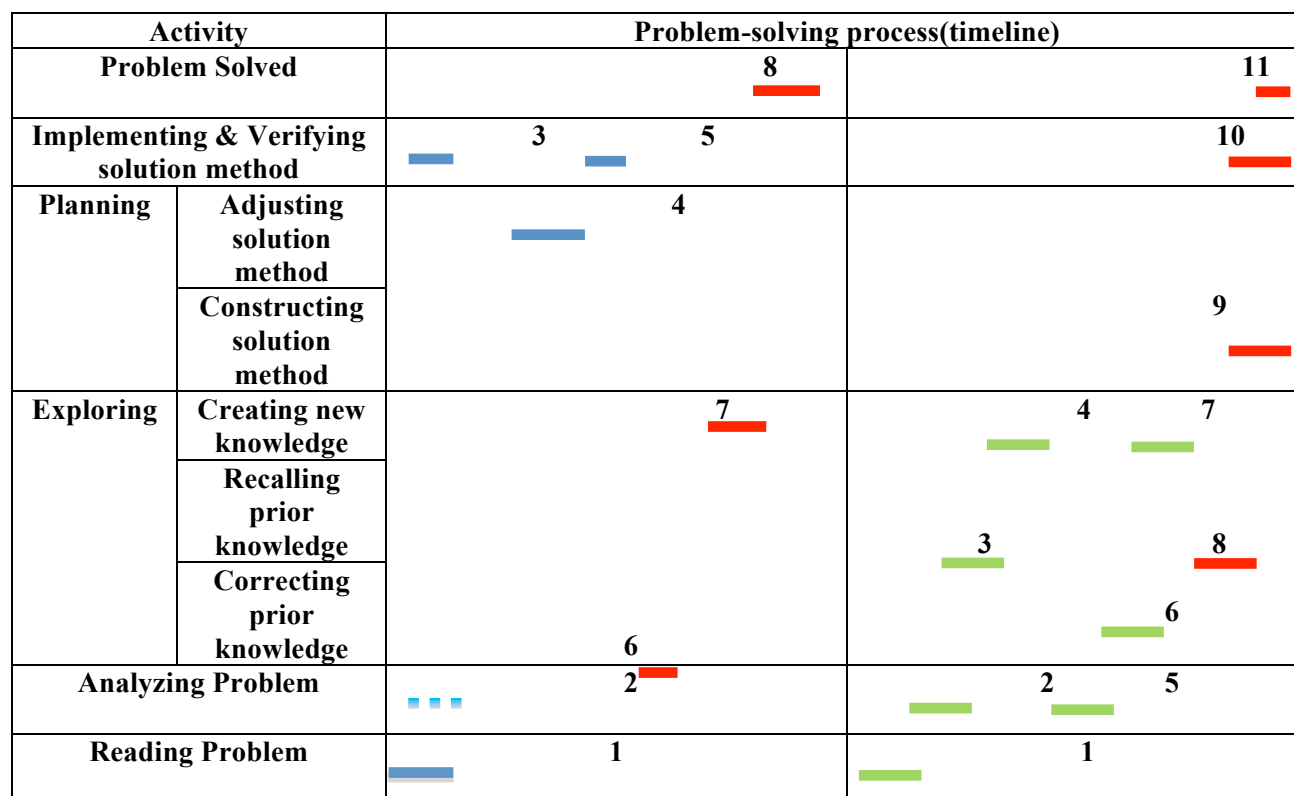 Activity Problem-solving process(timeline)
Problem Solved 8 11
Implementing & Verifying 3 5 10
solution method
Planning Adjusting 4
solution
method
Constructing 9
solution
method
Exploring Creating new 7 4 7
knowledge
Recalling
prior
knowledge 3 8
Correcting
prior 6
knowledge 6
Analyzing Problem 2 2 5
Reading Problem 1 1